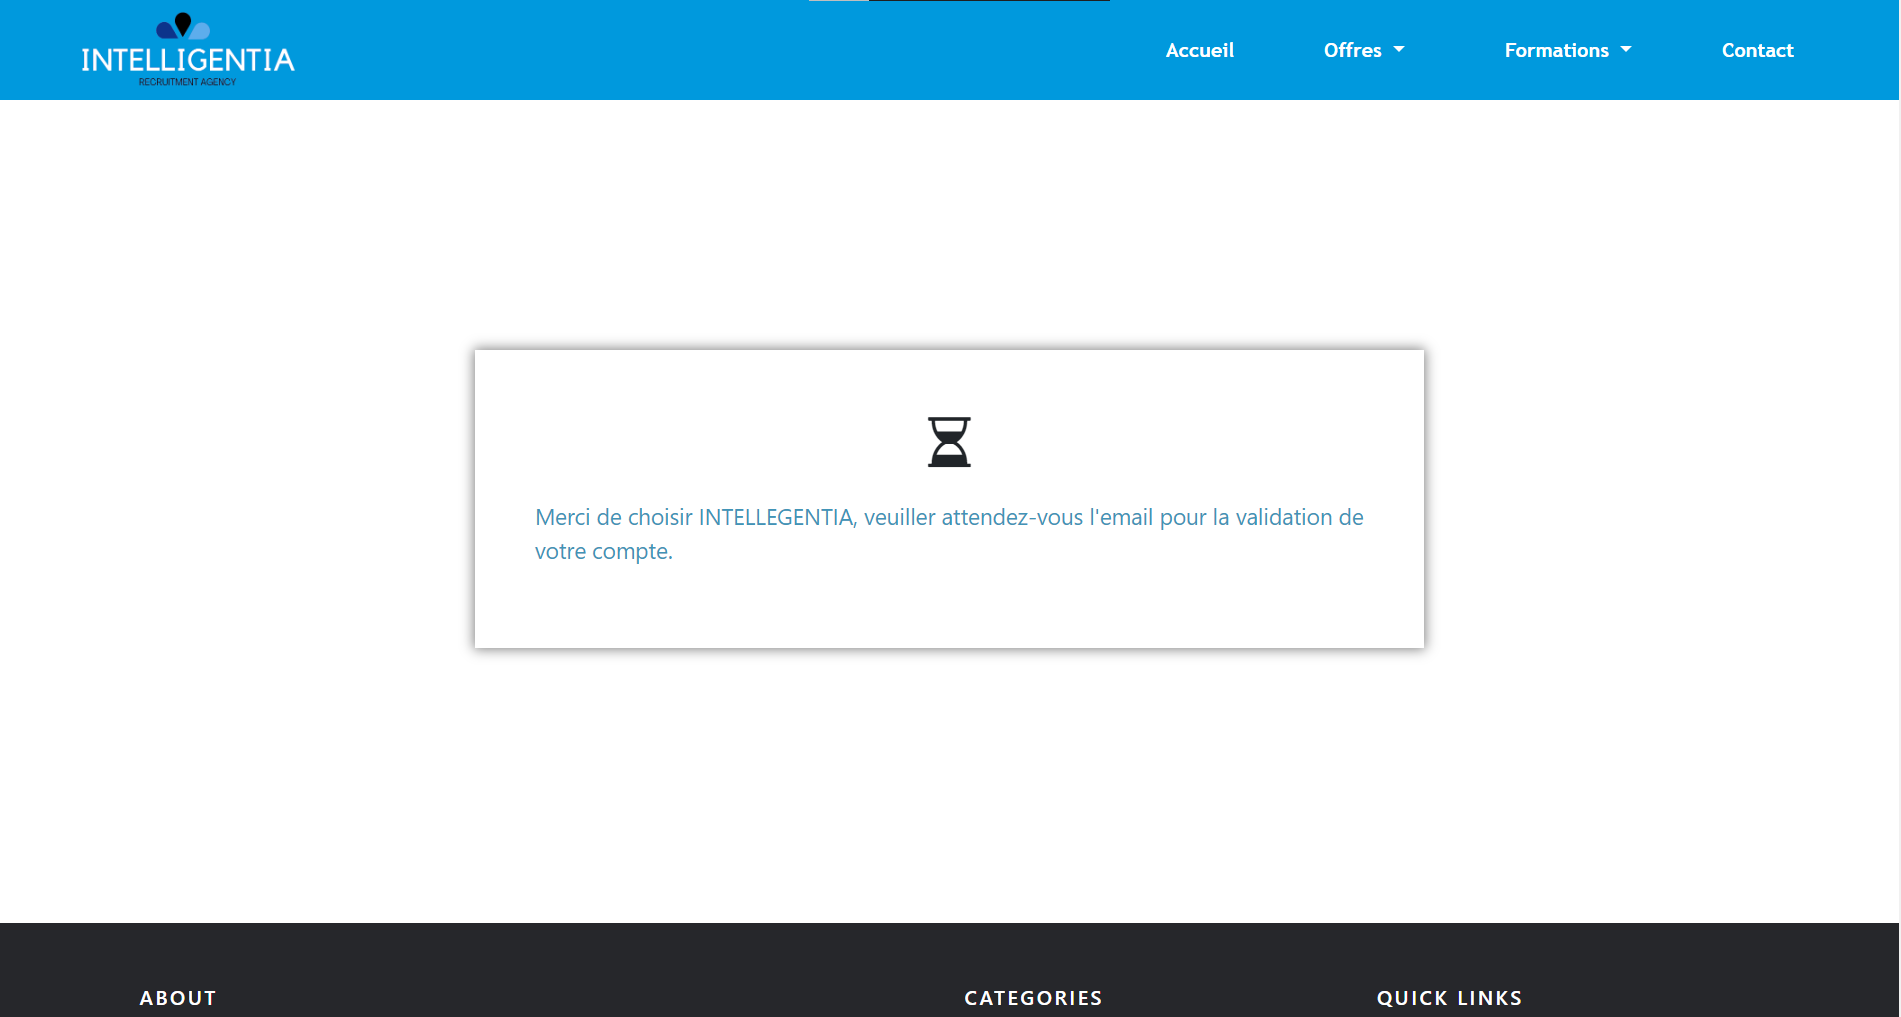 INTELLIGENTIA
RECRUITMENT AGENCY
Accueil
Offres
Formations
Contact
Merci de choisir INTELLEGENTIA, veuiller attendez-vous l'email pour la validation de
votre compte.
ABOUT
CATEGORIES
QUICK LINKS